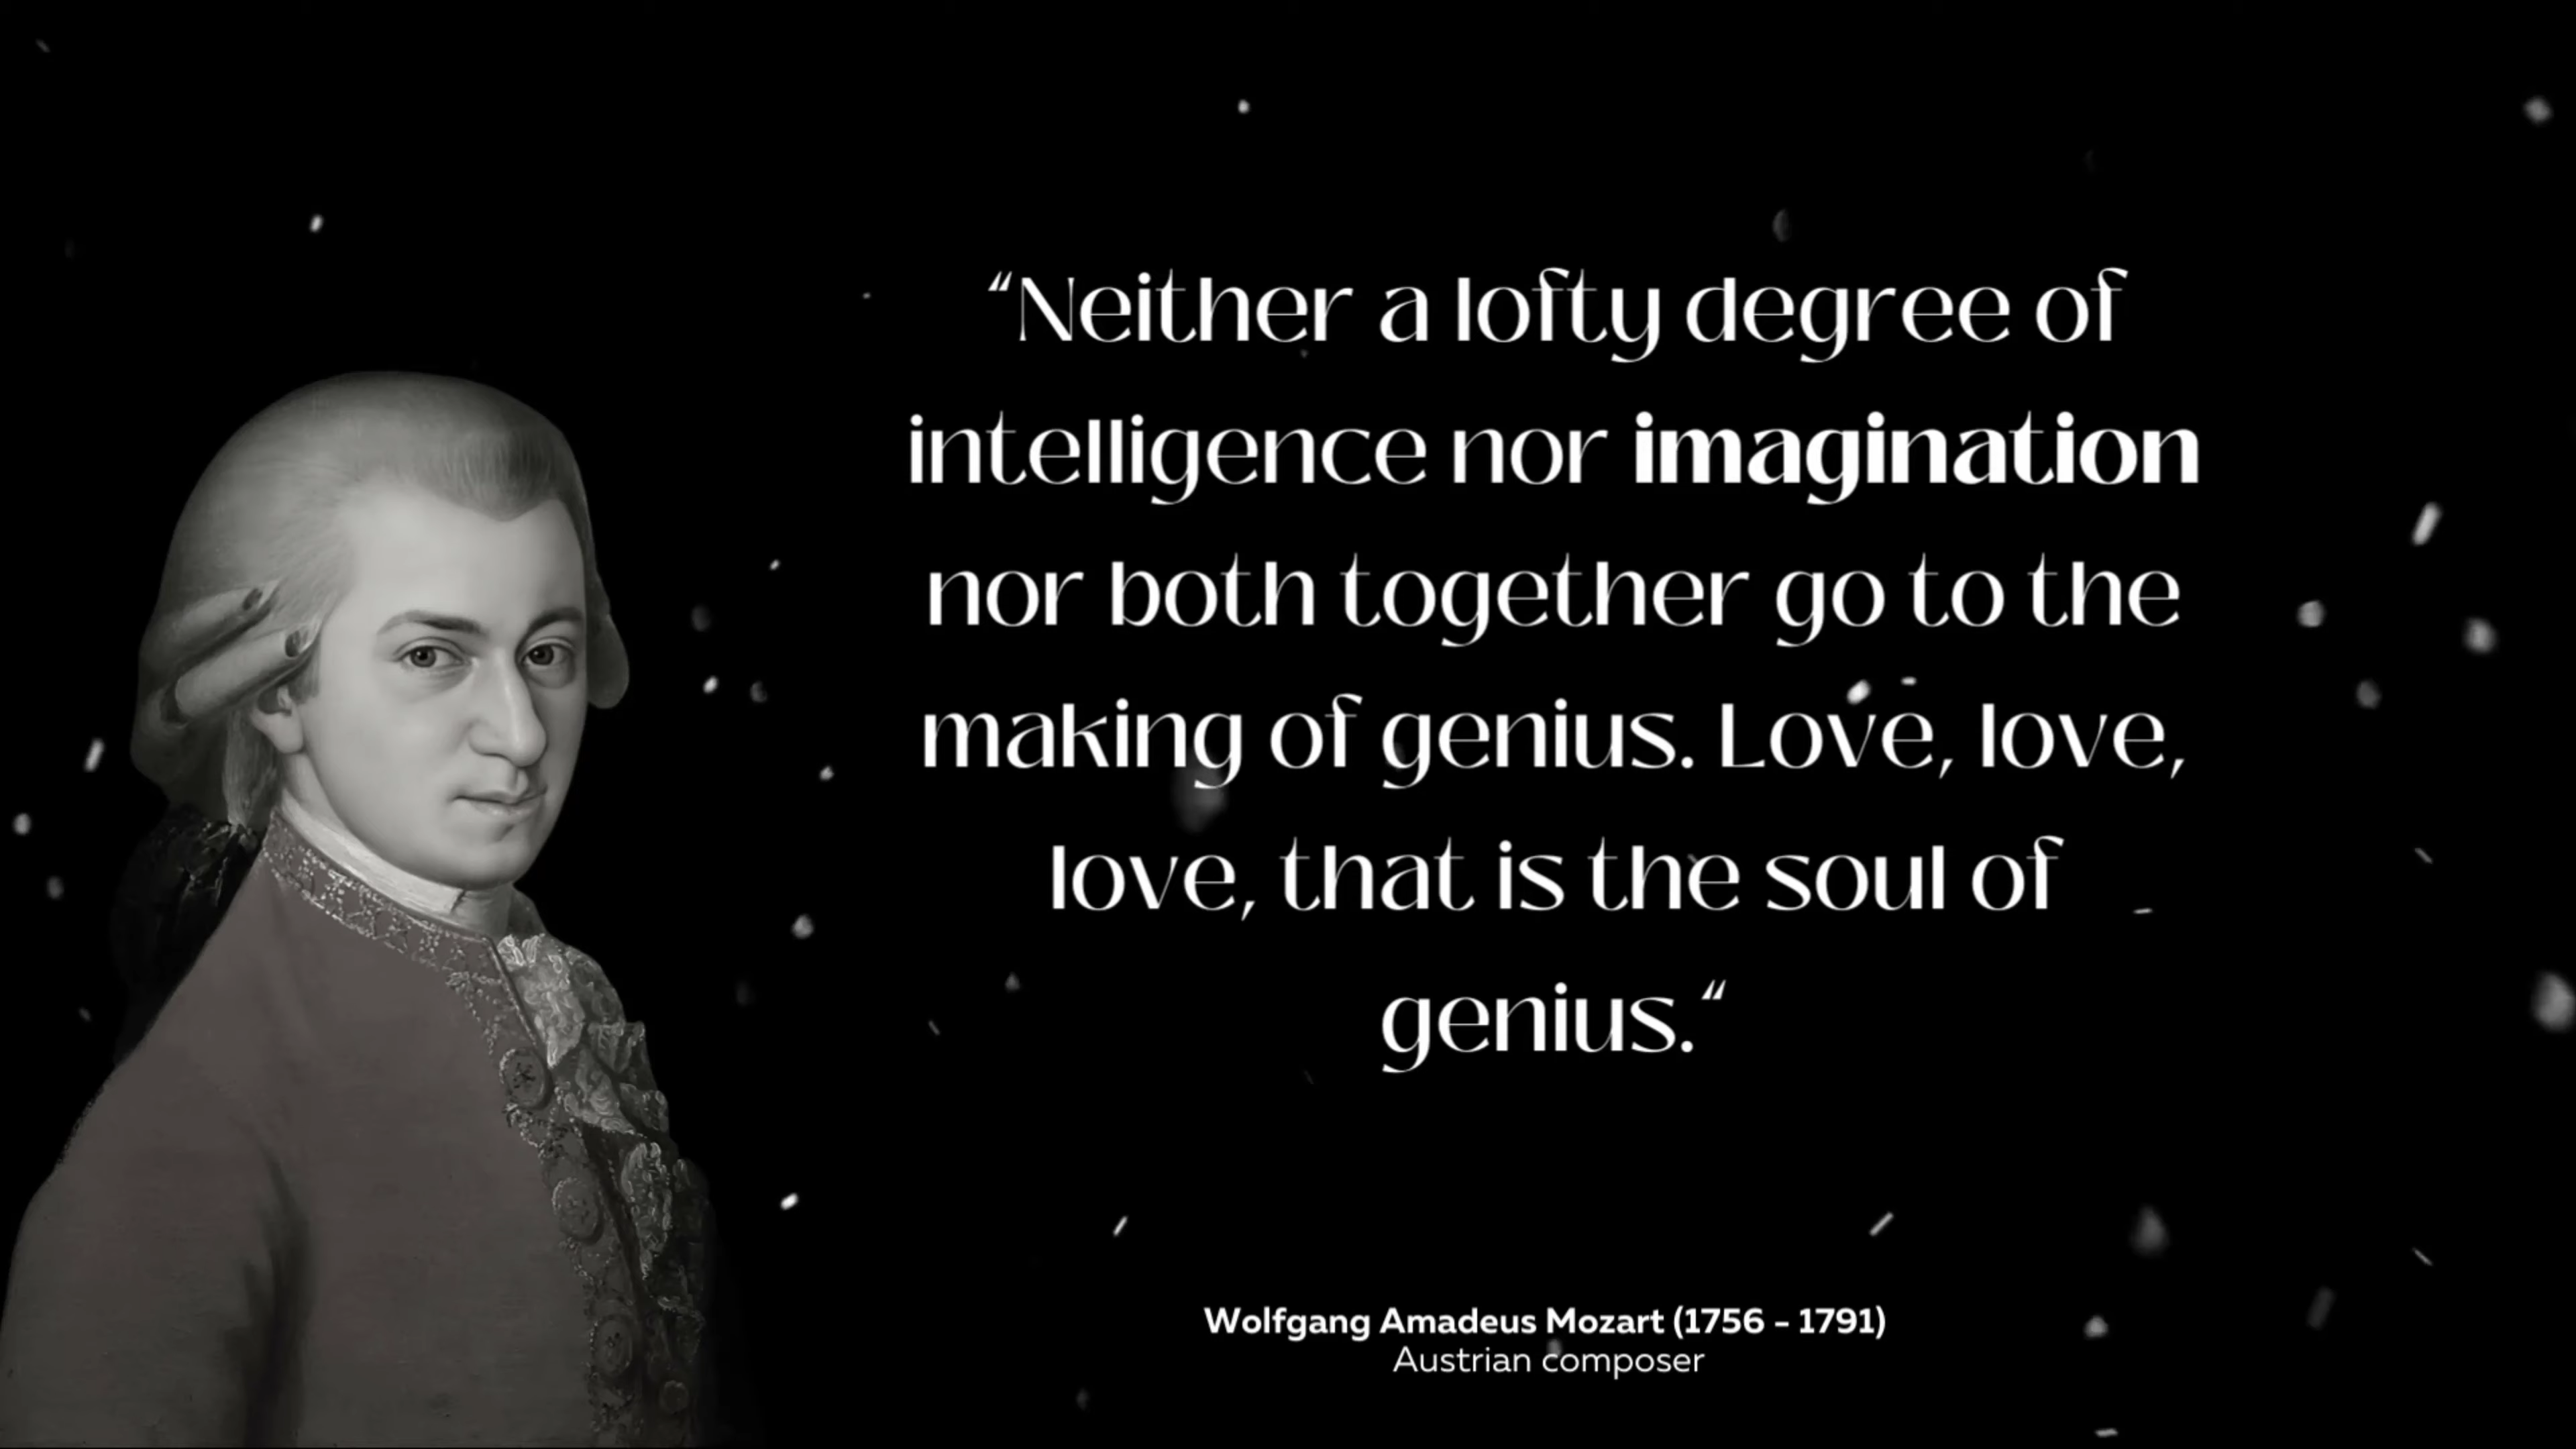 “Neither a lofty degree of
intelligence nor imagination
nor both together go to the
making of genius. Love, love,
love, that is the soul of
genius.“
Wolfgang Amadeus Mozart (1756 - 1791)
Austrian composer